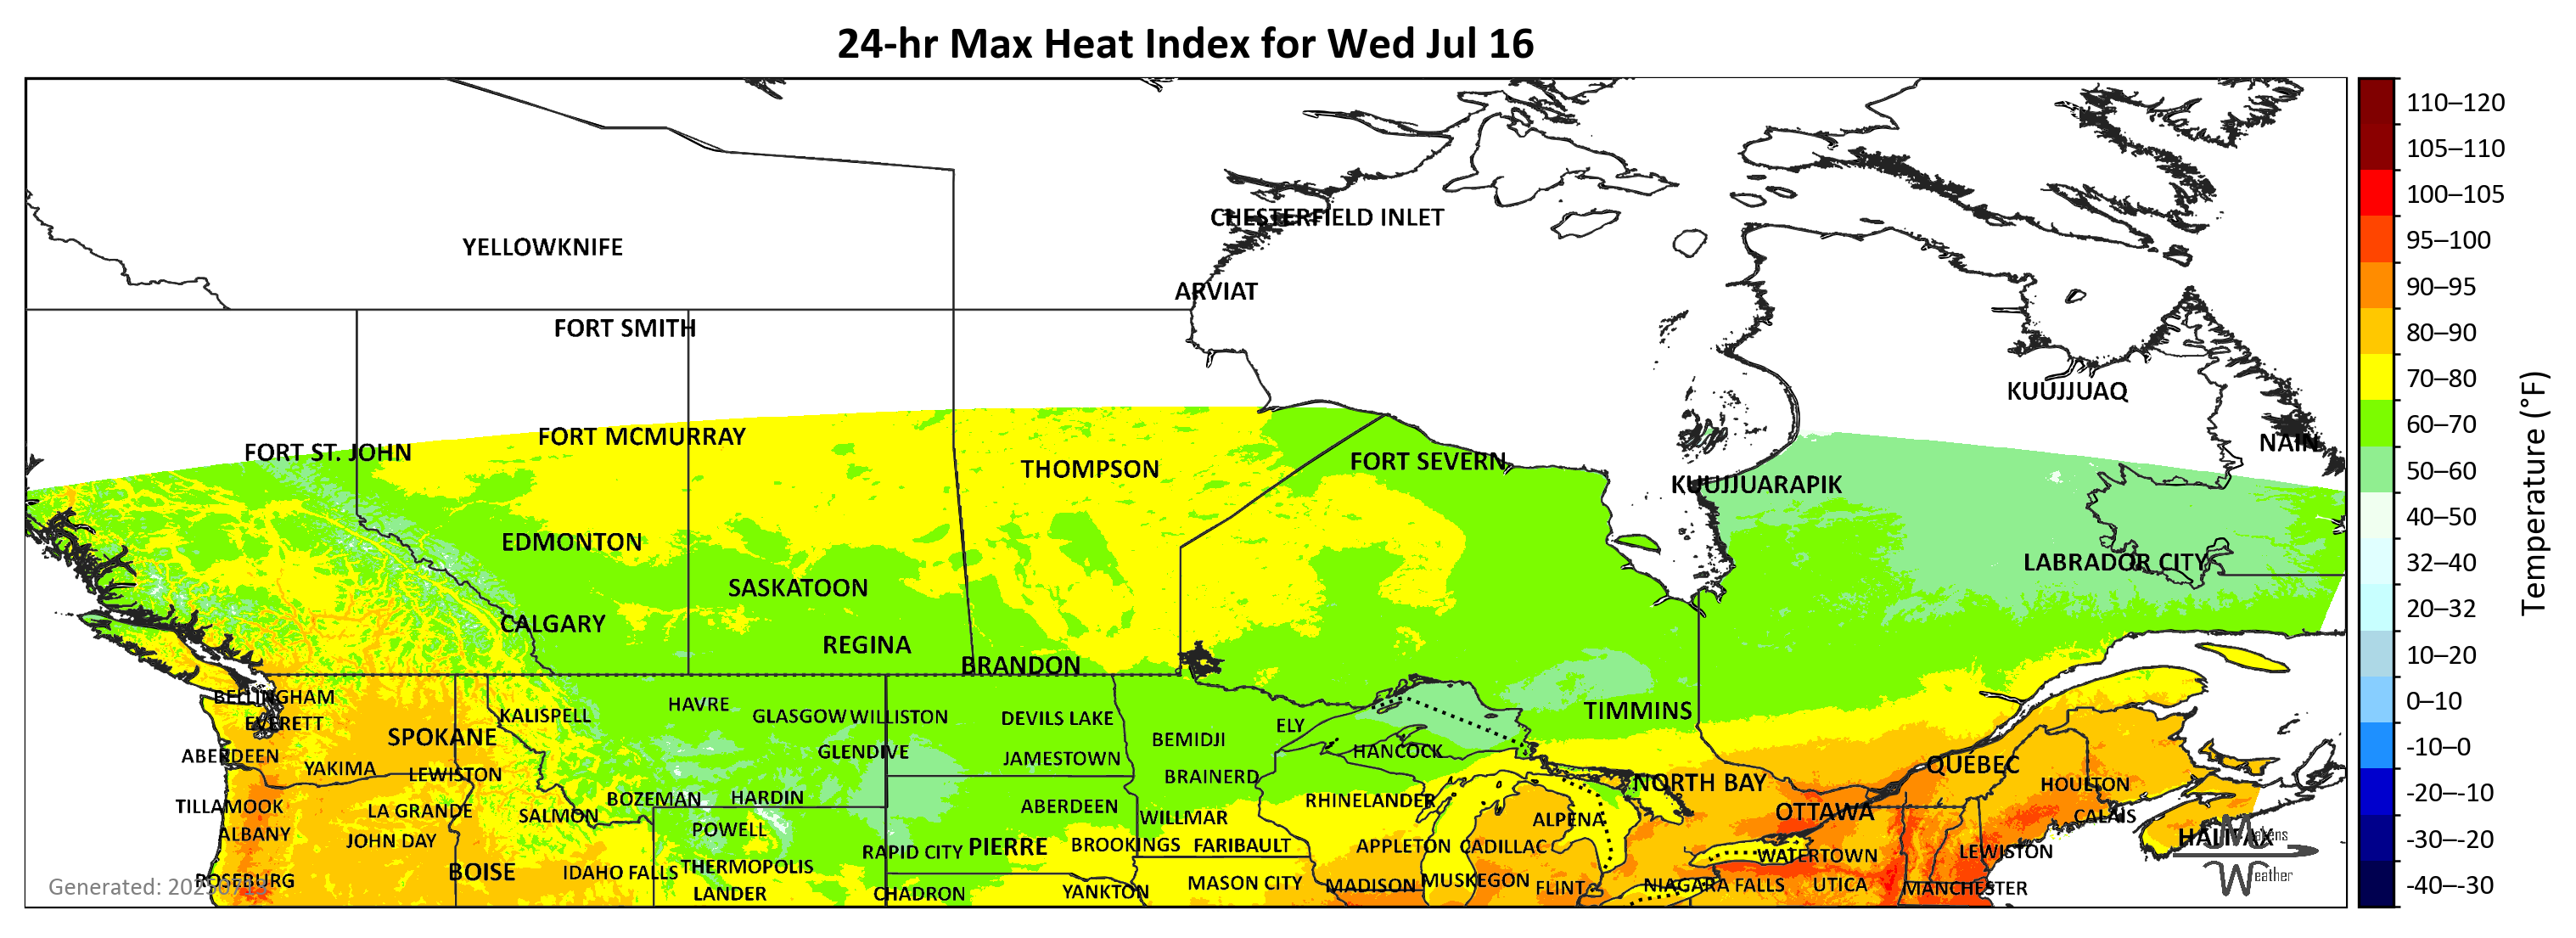 24-hr Max Heat Index for Wed Jul 16
110–120
105–110
CHESTERFIELD INLET
100–105
YELLOWKNIFE
95–100
ARVIAT
90–95
FORT SMITH
80–90
KUUJJUAQ
70–80
FORT MCMURRAY
60–70
FORT ST. JOHN
NAIN
FORT SEVERN
THOMPSON
50–60
KUUJJUARAPIK
40–50
EDMONTON
LABRADOR CITY
32–40
SASKATOON
20–32
CALGARY
REGINA
10–20
BRANDON
BELLINGHAM
HAVRE
0–10
KALISPELL
GLASGOW WILLISTON
DEVILS LAKE
TIMMINS
EVERETT
ELY
SPOKANE
BEMIDJI
-10–0
ABERDEEN
GLENDIVE
JAMESTOWN
HANCOCK
QUEBEC
YAKIMA
LEWISTON
BRAINERD
NORTH BAY
HOULTON
-20–-10
TILLAMOOK
LA GRANDE
SALMON
BOZEMAN
HARDIN
ABERDEEN
WILLMAR
RHINELANDER
ALPENA
OTTAWA
CALAIS
ALBANY
JOHN DAY
POWELL
RAPID CITY
PIERRE
BROOKINGS
FARIBAULT
APPLETON
CADILLAC
WATERTOWN
LEWISTON
HALIFAX
-30–-20
BOISE
IDAHO FALLS
THERMOPOLIS
ROSEBURG
LANDER
CHADRON
YANKTON
MASON CITY
MADISON
MUSKEGON
FLINT
NIAGARA FALLS
UTICA
MANCHESTER
Weather
-40–-30
Generated:
Temperature (°F)